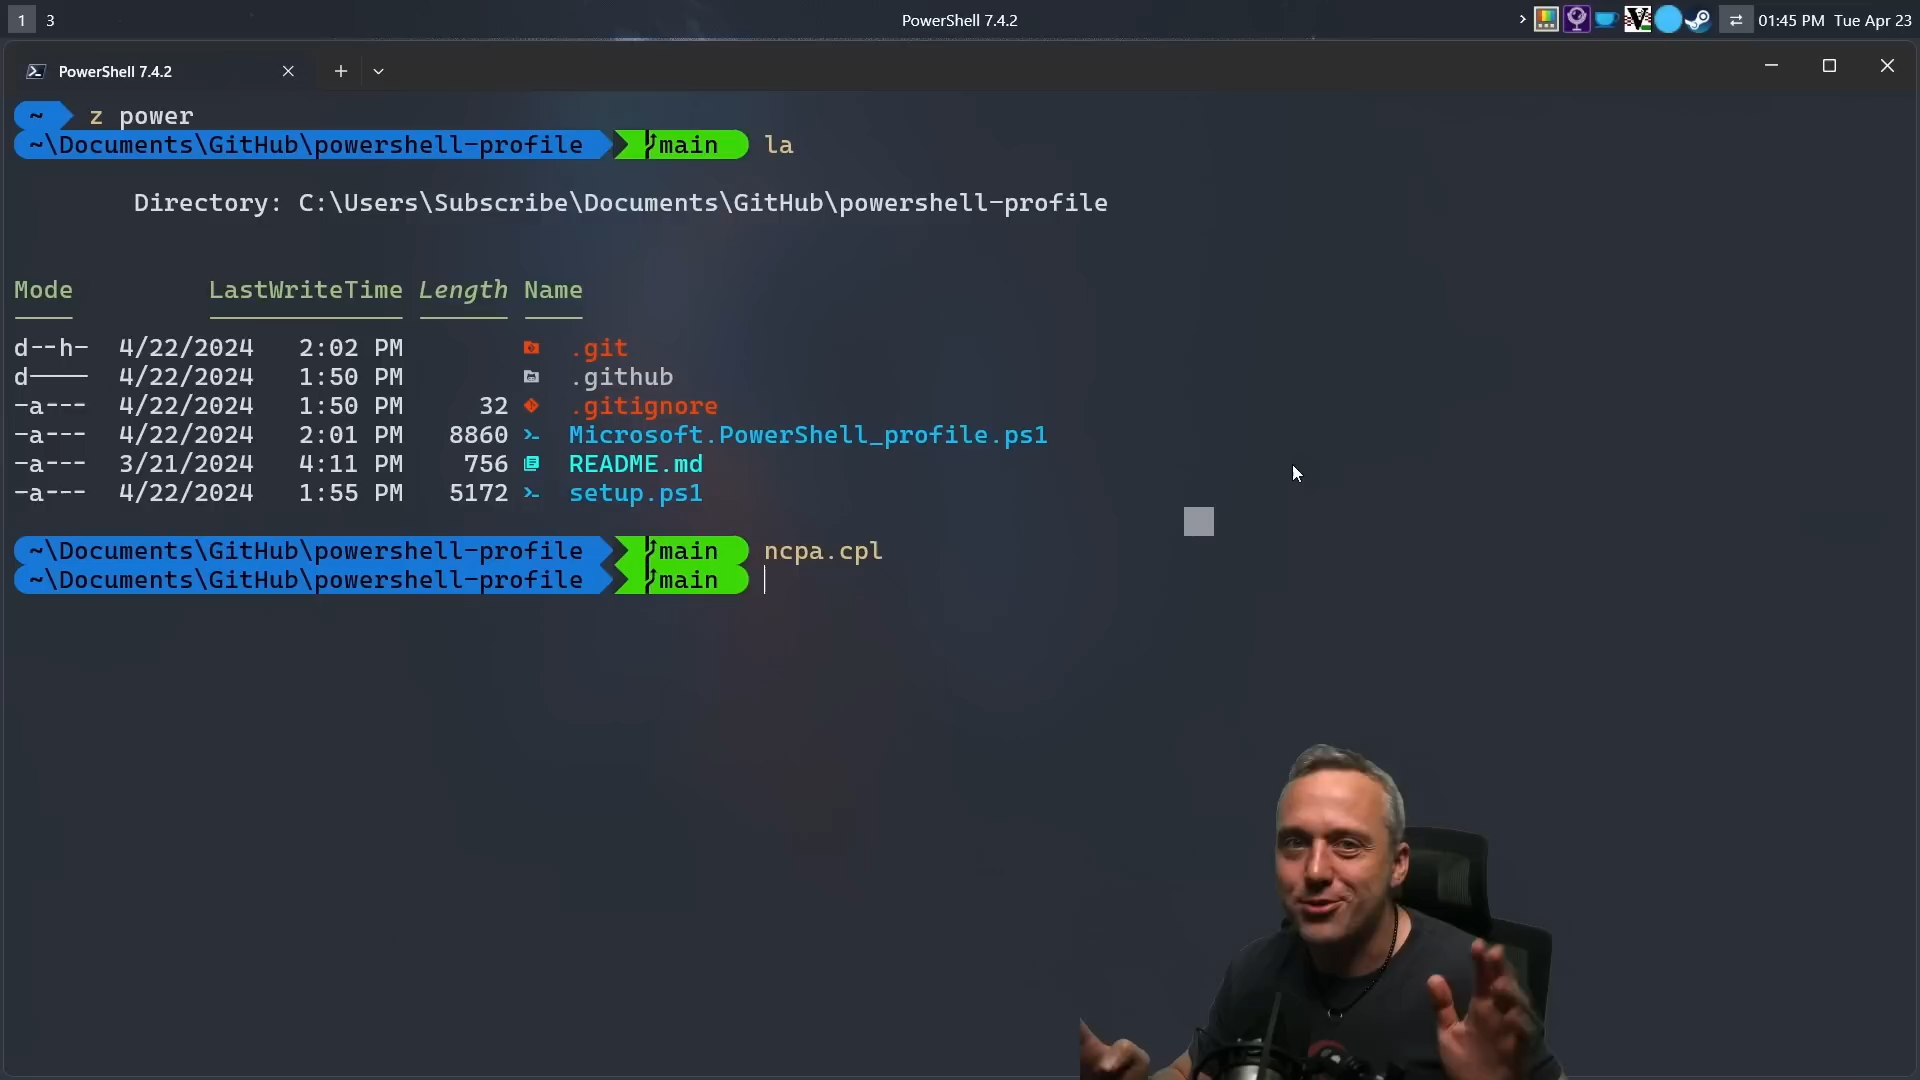 1 3 PowerShell 7.4.2 01:45 PM Tue Apr 23
PowerShell 7.4.2
~ z power
~\Documents\GitHub\powershell-profile main la
Directory: C:\Users\Subscribe\Documents\GitHub\powershell-profile
Mode LastWriteTime Length Name
d--h- 4/22/2024 2:02 PM .git
d---- 4/22/2024 1:50 PM .github
-a--- 4/22/2024 1:50 PM 32 .gitignore
-a--- 4/22/2024 2:01 PM 8860 Microsoft.PowerShell_profile.ps1
-a--- 3/21/2024 4:11 PM 756 README.md
-a--- 4/22/2024 1:55 PM 5172 setup.ps1
~\Documents\GitHub\powershell-profile main ncpa.cpl
~\Documents\GitHub\powershell-profile main